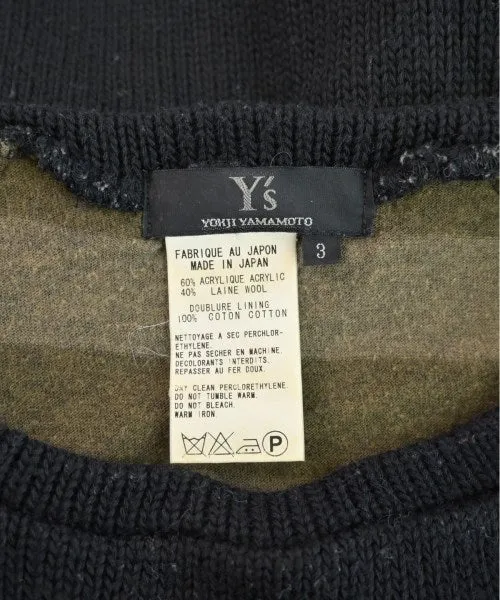 Y's
YOHJI YAMAMOTO
3
FABRIQUE AU JAPON
MADE IN JAPAN
60% ACRYLIQUE ACRYLIC
40% LAINE WOOL
DOUBLURE LINING
100% COTON COTTON
NETTOYAGE A SEC PERCHLOR-
ETHYLENE.
NE PAS SECHER EN MACHINE.
DECOLORANTS INTERDITS.
REPASSER AU FER DOUX.
DRY CLEAN PERCLORETHYLENE
DO NOT TUMBLE WARM.
DO NOT BLEACH.
WARM IRON.
P